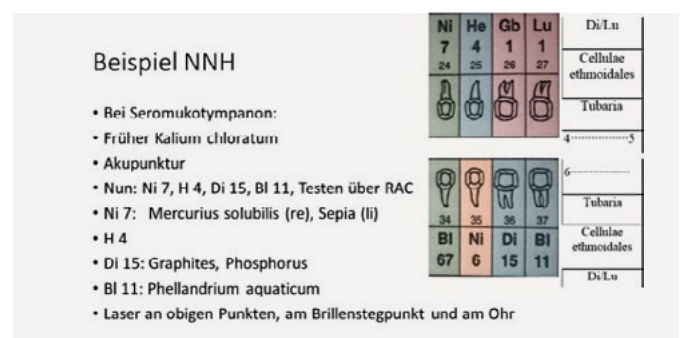 Beispiel NNH
• Bei Seromukotympanon:
• Früher Kalium chloratum
• Akupunktur
• Nun: Ni 7, H 4, Di 15, Bl 11, Testen über RAC
• Ni 7: Mercurius solubilis (re), Sepia (li)
• H 4
• Di 15: Graphites, Phosphorus
• Bl 11: Phellandrium aquaticum
• Laser an obigen Punkten, am Brillenstegpunkt und am Ohr
Ni He Gb Lu
7 4 1 1
24 25 26 27
Di/Lu
Cellulae
ethmoidales
Tubaria
4 5
6
Tubaria
Cellulae
ethmoidales
Di/Lu
34 35 36 37
Bl Ni Di Bl
67 6 15 11